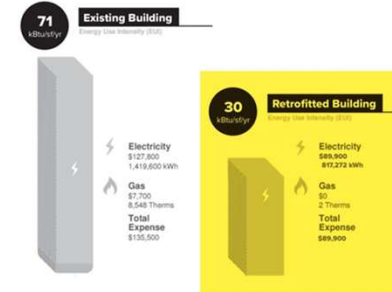 71
kBtu/sf/yr
Existing Building
Energy Use Intensity (EUI)
Electricity
$127,800
1,419,600 kWh
Gas
$7,700
8,548 Therms
Total
Expense
$135,500
30
kBtu/sf/yr
Retrofitted Building
Energy Use Intensity (EUI)
Electricity
$89,900
817,272 kWh
Gas
$0
2 Therms
Total
Expense
$89,900